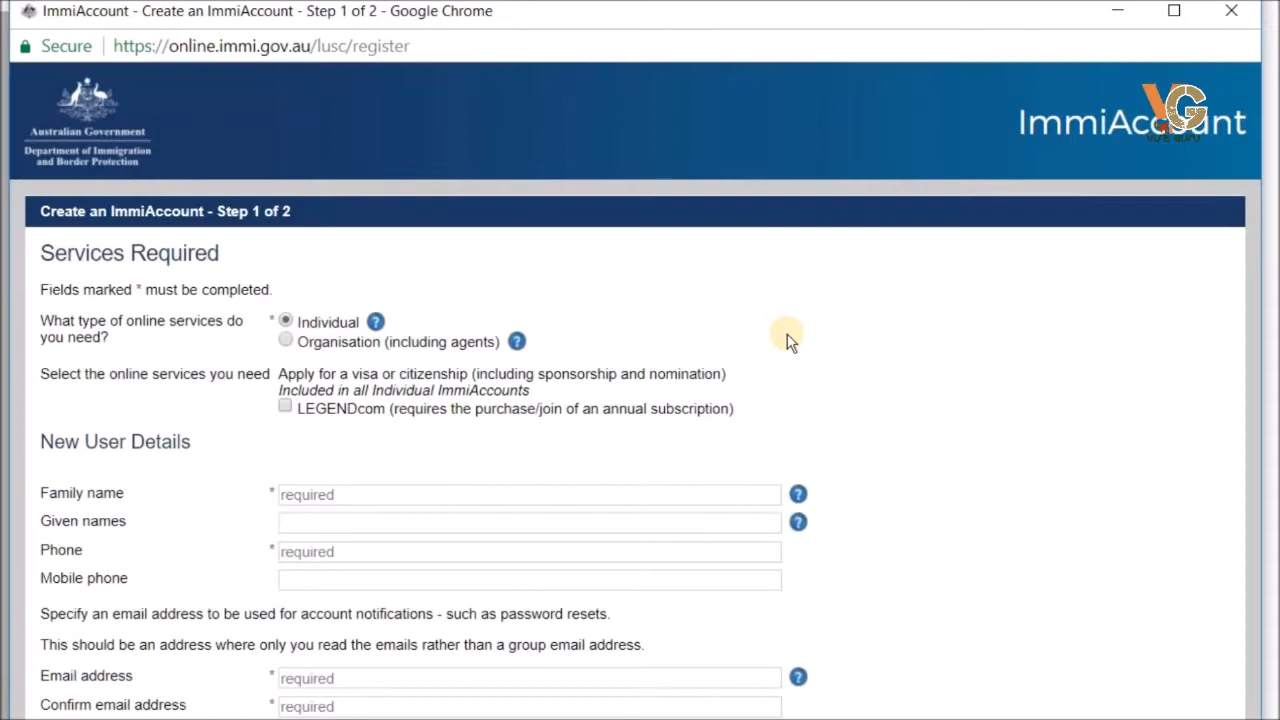 ImmiAccount - Create an ImmiAccount - Step 1 of 2 - Google Chrome
Secure https://online.immi.gov.au/lusc/register
Australian Government
Department of Immigration
and Border Protection
ImmiAccount
VG
Create an ImmiAccount - Step 1 of 2
Services Required
Fields marked * must be completed.
What type of online services do
you need?
* Individual ?
Organisation (including agents) ?
Select the online services you need
Apply for a visa or citizenship (including sponsorship and nomination)
Included in all Individual ImmiAccounts
LEGENDcom (requires the purchase/join of an annual subscription)
New User Details
Family name * required ?
Given names ?
Phone * required
Mobile phone
Specify an email address to be used for account notifications - such as password resets.
This should be an address where only you read the emails rather than a group email address.
Email address * required ?
Confirm email address * required